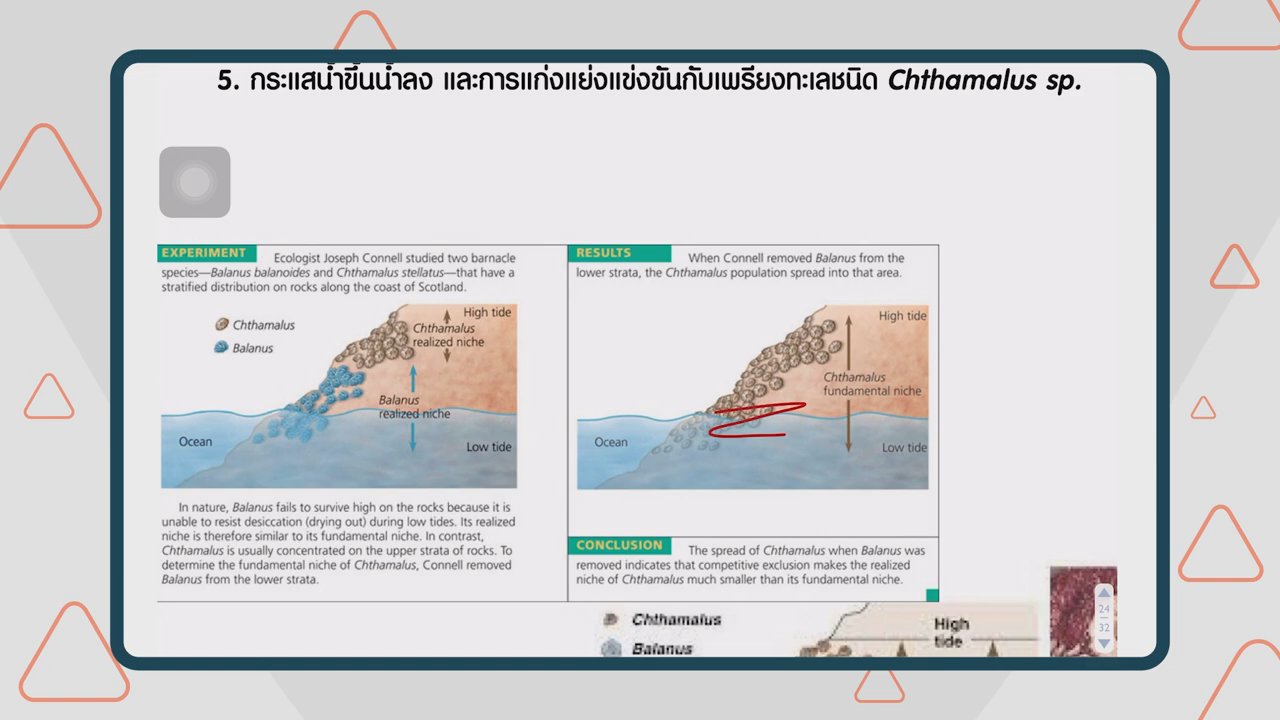 5. กระแสน้ำขึ้นน้ำลง และการแก่งแย่งแข่งขันกับเพรียงทะเลชนิด Chthamalus sp.
EXPERIMENT Ecologist Joseph Connell studied two barnacle
species—Balanus balanoides and Chthamalus stellatus—that have a
stratified distribution on rocks along the coast of Scotland.
Chthamalus
Balanus
High tide
Chthamalus
realized niche
Balanus
realized niche
Ocean
Low tide
In nature, Balanus fails to survive high on the rocks because it is
unable to resist desiccation (drying out) during low tides. Its realized
niche is therefore similar to its fundamental niche. In contrast,
Chthamalus is usually concentrated on the upper strata of rocks. To
determine the fundamental niche of Chthamalus, Connell removed
Balanus from the lower strata.
RESULTS When Connell removed Balanus from the
lower strata, the Chthamalus population spread into that area.
High tide
Chthamalus
fundamental niche
Ocean
Low tide
CONCLUSION The spread of Chthamalus when Balanus was
removed indicates that competitive exclusion makes the realized
niche of Chthamalus much smaller than its fundamental niche.
Chthamalus
Balanus
High
tide
24
32